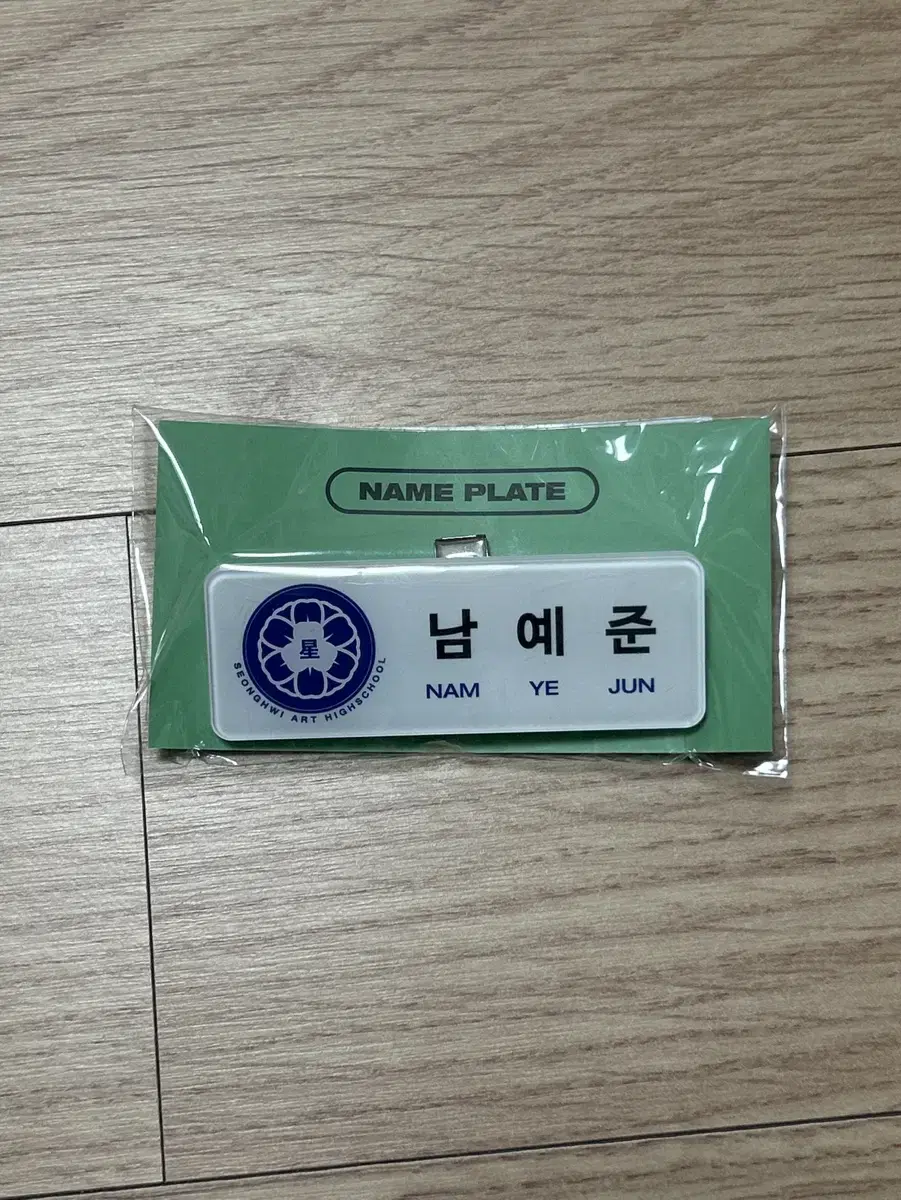 NAME PLATE
星
SEONGHWI ART HIGHSCHOOL
남 예 준
NAM YE JUN